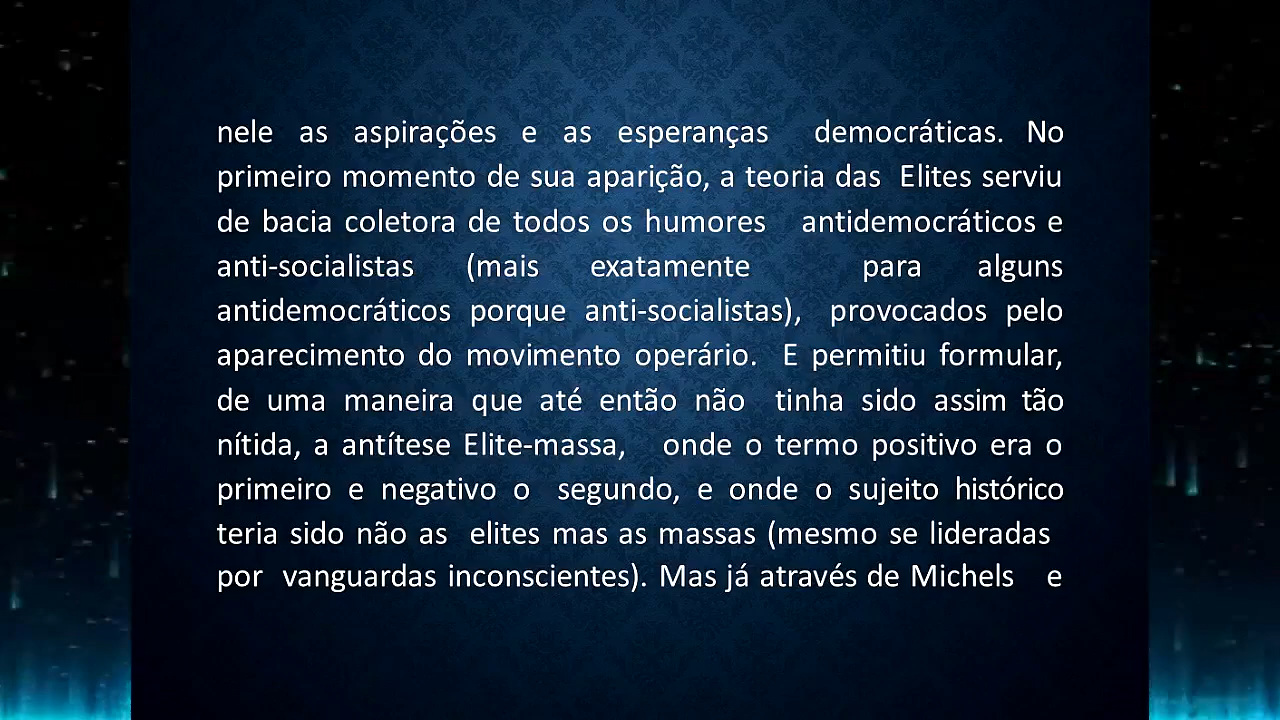 nele as aspirações e as esperanças democráticas. No
primeiro momento de sua aparição, a teoria das Elites serviu
de bacia coletora de todos os humores antidemocráticos e
anti-socialistas (mais exatamente para alguns
antidemocráticos porque anti-socialistas), provocados pelo
aparecimento do movimento operário. E permitiu formular,
de uma maneira que até então não tinha sido assim tão
nítida, a antítese Elite-massa, onde o termo positivo era o
primeiro e negativo o segundo, e onde o sujeito histórico
teria sido não as elites mas as massas (mesmo se lideradas
por vanguardas inconscientes). Mas já através de Michels e